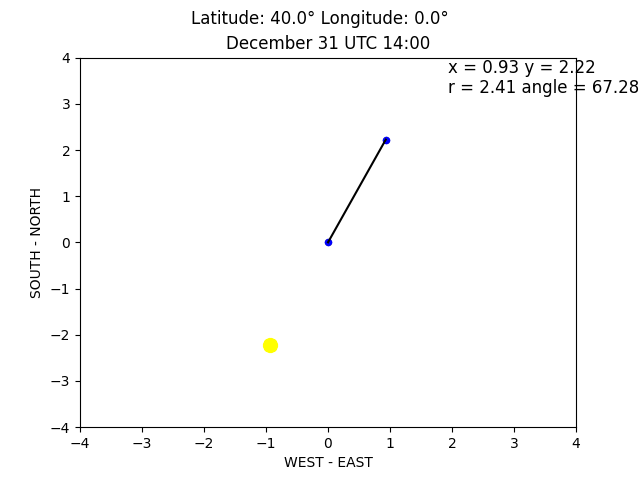 Latitude: 40.0° Longitude: 0.0°
December 31 UTC 14:00
x = 0.93 y = 2.22
r = 2.41 angle = 67.28
4
3
2
1
0
−1
−2
−3
−4
SOUTH - NORTH
−4 −3 −2 −1 0 1 2 3 4
WEST - EAST